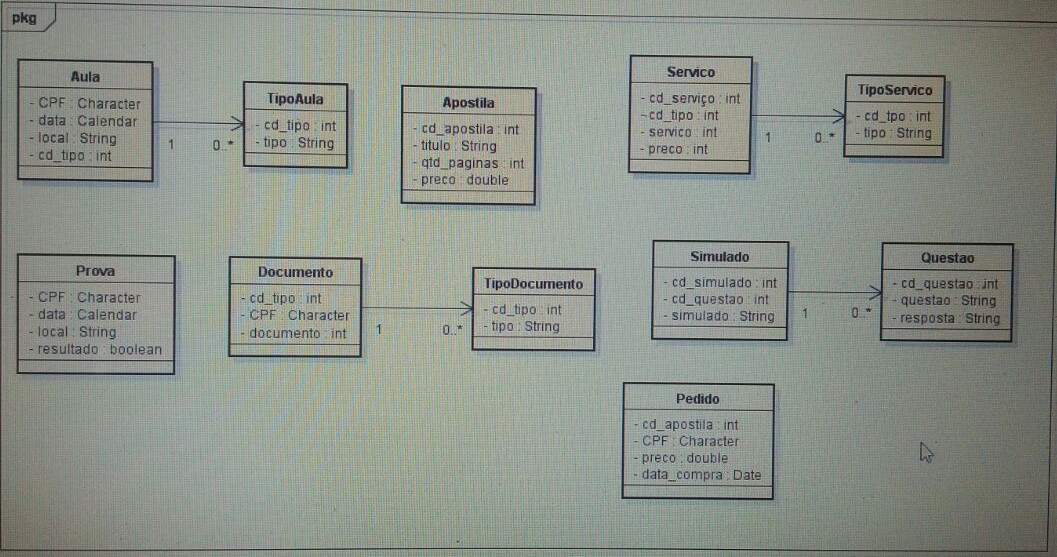 pkg
Aula
- CPF : Character
- data : Calendar
- local : String
- cd_tipo : int
1
0..*
TipoAula
- cd_tipo : int
- tipo : String
Apostila
- cd_apostila : int
- titulo : String
- qtd_paginas : int
- preco : double
Servico
- cd_serviço : int
- cd_tipo : int
- servico : int
- preco : int
1
0..*
TipoServico
- cd_tpo : int
- tipo : String
Prova
- CPF : Character
- data : Calendar
- local : String
- resultado : boolean
Documento
- cd_tipo : int
- CPF : Character
- documento : int
1
0..*
TipoDocumento
- cd_tipo : int
- tipo : String
Simulado
- cd_simulado : int
- cd_questao : int
- simulado : String
1
0..*
Questao
- cd_questao : int
- questao : String
- resposta : String
Pedido
- cd_apostila : int
- CPF : Character
- preco : double
- data_compra : Date